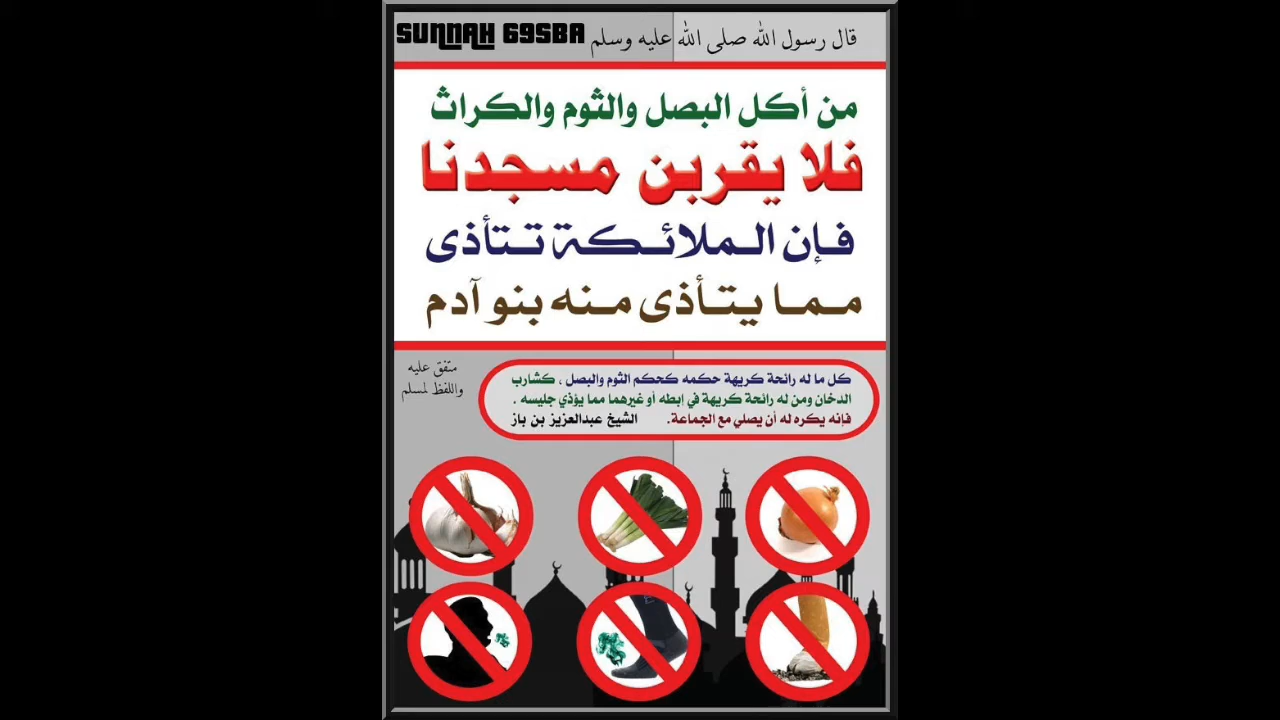 قال رسول الله صلى الله عليه وسلم SUNNAH 69SBA
من أكل البصل والثوم والكراث
فلا يقربن مسجدنا
فإن الملائكة تتأذى
مما يتأذى منه بنو آدم
متفق عليه
واللفظ لمسلم
كل ما له رائحة كريهة حكمه كحكم الثوم والبصل ، كشارب
الدخان ومن له رائحة كريهة في إبطه أو غيرهما مما يؤذي جليسه .
فإنه يكره له أن يصلي مع الجماعة. الشيخ عبدالعزيز بن باز